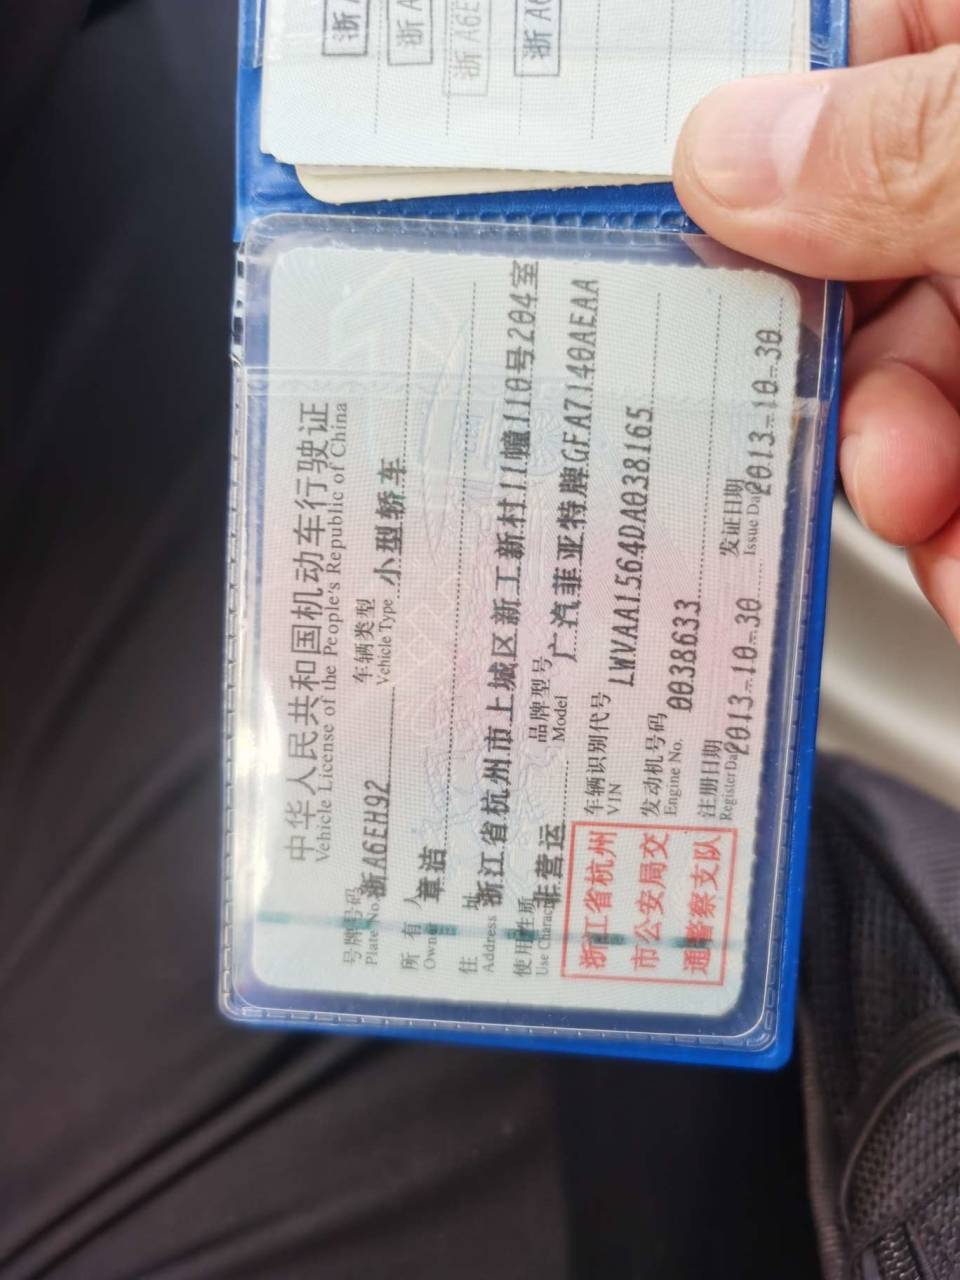 浙A
浙A
浙A6E
浙A6
中华人民共和国机动车行驶证
Vehicle License of the People's Republic of China
号牌号码 浙A6EH92 车辆类型 小型轿车
Plate No. Vehicle Type
所有人 章洁
Owner
住址 浙江省杭州市上城区新工新村11幢110号204室
Address
使用性质 非营运 品牌型号 广汽菲亚特牌GFA7140AEAA
Use Charac Model
浙江省杭州
市公安局交
通警察支队
车辆识别代号 LWVAA1564DA038165
VIN
发动机号码 0038633
Engine No.
注册日期 2013-10-30 发证日期 2013-10-30
Register Da Issue Da